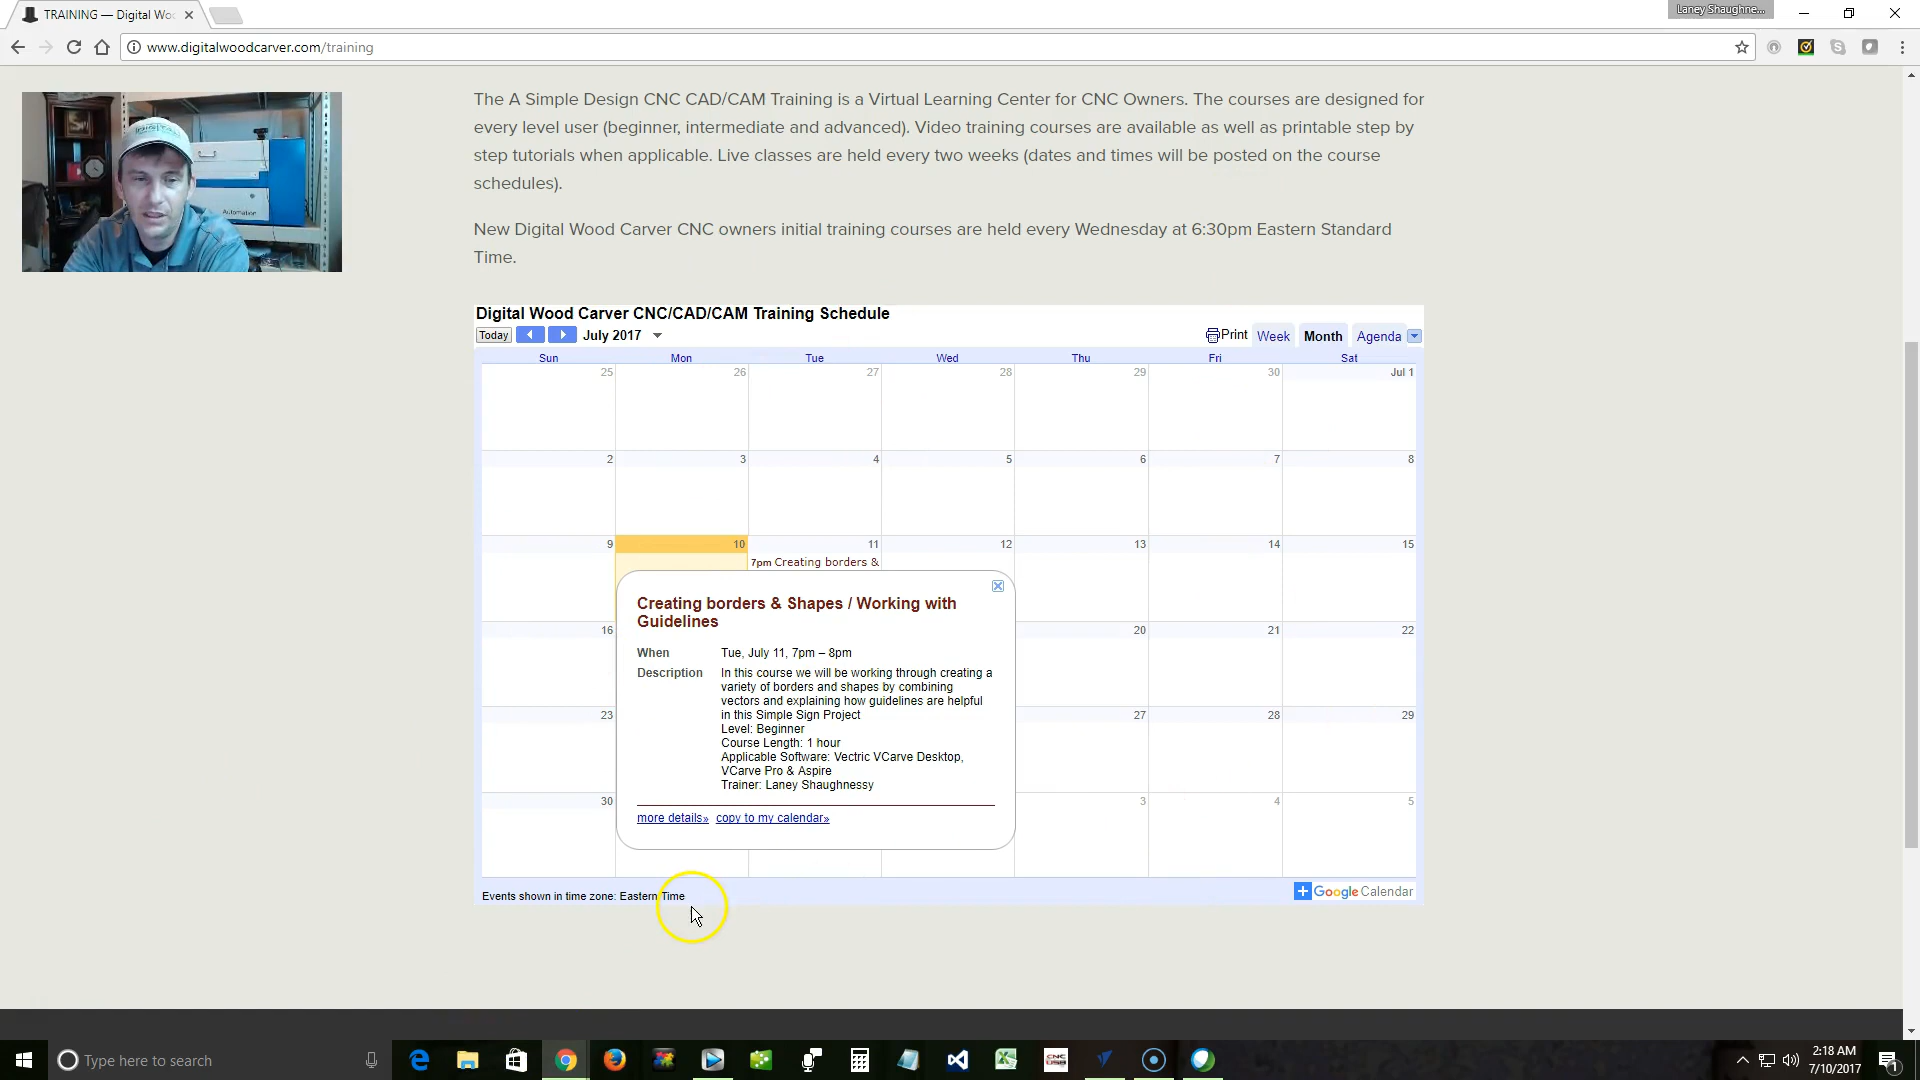 TRAINING — Digital Wo
Laney Shaughne...
www.digitalwoodcarver.com/training
Automation
The A Simple Design CNC CAD/CAM Training is a Virtual Learning Center for CNC Owners. The courses are designed for
every level user (beginner, intermediate and advanced). Video training courses are available as well as printable step by
step tutorials when applicable. Live classes are held every two weeks (dates and times will be posted on the course
schedules).
New Digital Wood Carver CNC owners initial training courses are held every Wednesday at 6:30pm Eastern Standard
Time.
Digital Wood Carver CNC/CAD/CAM Training Schedule
Today July 2017 Print Week Month Agenda
Sun Mon Tue Wed Thu Fri Sat
25 26 27 28 29 30 Jul 1
2 3 4 5 6 7 8
9 10 11 12 13 14 15
7pm Creating borders &
Creating borders & Shapes / Working with
Guidelines
16 20 21 22
When Tue, July 11, 7pm – 8pm
Description In this course we will be working through creating a
variety of borders and shapes by combining
vectors and explaining how guidelines are helpful
in this Simple Sign Project
23 27 28 29
Level: Beginner
Course Length: 1 hour
Applicable Software: Vectric VCarve Desktop,
VCarve Pro & Aspire
Trainer: Laney Shaughnessy
30 3 4 5
more details» copy to my calendar»
Events shown in time zone: Eastern Time
Google Calendar
Type here to search
CNC
USB
2:18 AM
7/10/2017
1